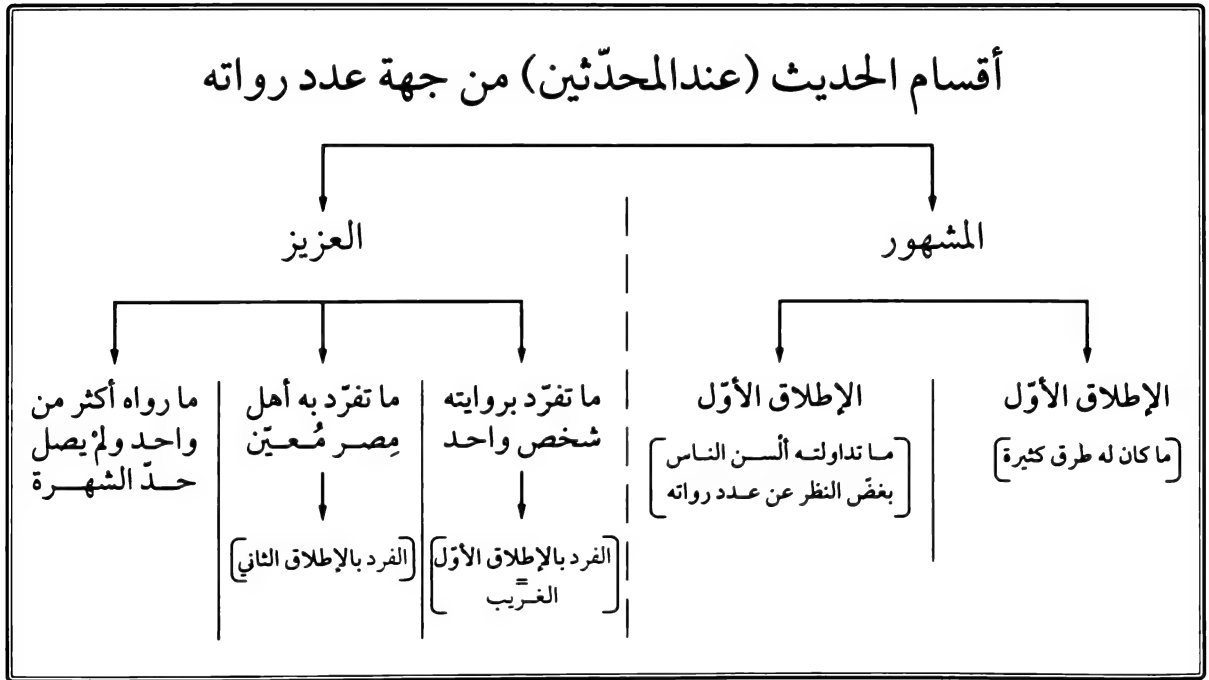 أقسام الحديث (عندالمحدّثين) من جهة عدد رواته
المشهور
الإطلاق الأوّل
[ما كان له طرق كثيرة]
الإطلاق الأوّل
[ما تداولته ألسن الناس
بغضّ النظر عن عدد رواته]
العزيز
ما تفرّد بروايته
شخص واحد
[الفرد بالإطلاق الأوّل
=
الغريب]
ما تفرّد به أهل
مِصر مُعيّن
[الفرد بالإطلاق الثاني]
ما رواه أكثر من
واحد ولمْ يصل
حدّ الشهرة